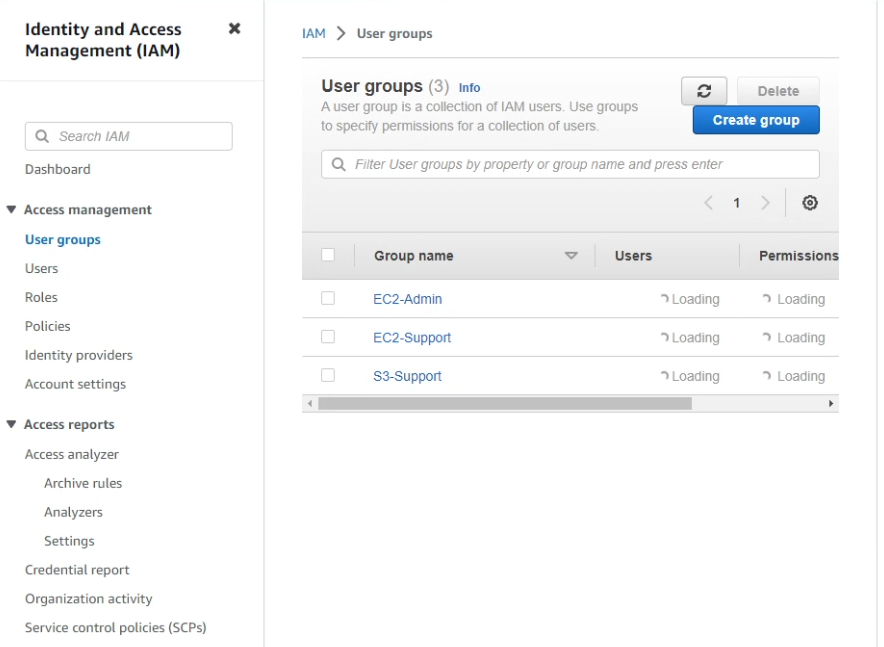 Identity and Access
Management (IAM)
Search IAM
Dashboard
Access management
User groups
Users
Roles
Policies
Identity providers
Account settings
Access reports
Access analyzer
Archive rules
Analyzers
Settings
Credential report
Organization activity
Service control policies (SCPs)
IAM > User groups
User groups (3) Info
A user group is a collection of IAM users. Use groups
to specify permissions for a collection of users.
Delete
Create group
Filter User groups by property or group name and press enter
1
Group name Users Permissions
EC2-Admin Loading Loading
EC2-Support Loading Loading
S3-Support Loading Loading